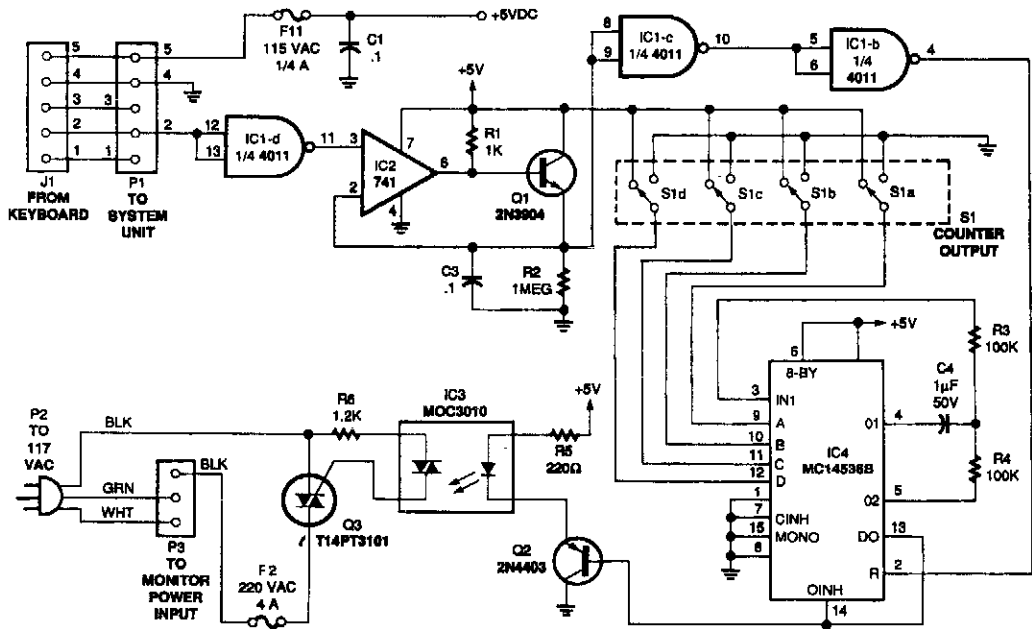 F11
115 VAC
1/4 A
C1
.1
+5VDC
5
4
3
2
1
5
4
3
2
1
J1
FROM
KEYBOARD
P1
TO
SYSTEM
UNIT
12
13
IC1-d
1/4 4011
11
3
2
IC2
741
7
4
6
+5V
R1
1K
Q1
2N3904
C3
.1
R2
1MEG
8
9
IC1-c
1/4 4011
10
5
6
IC1-b
1/4
4011
4
S1d
S1c
S1b
S1a
S1
COUNTER
OUTPUT
+5V
R3
100K
C4
1µF
50V
R4
100K
6
8-BY
3
IN1
9
A
10
B
11
C
12
D
1
7
CINH
15
MONO
8
IC4
MC14536B
01
4
02
5
DO
13
R
2
OINH
14
P2
TO
117
VAC
BLK
GRN
WHT
BLK
P3
TO
MONITOR
POWER
INPUT
F2
220 VAC
4 A
R6
1.2K
IC3
MOC3010
Q3
T14PT3101
+5V
R5
220Ω
Q2
2N4403